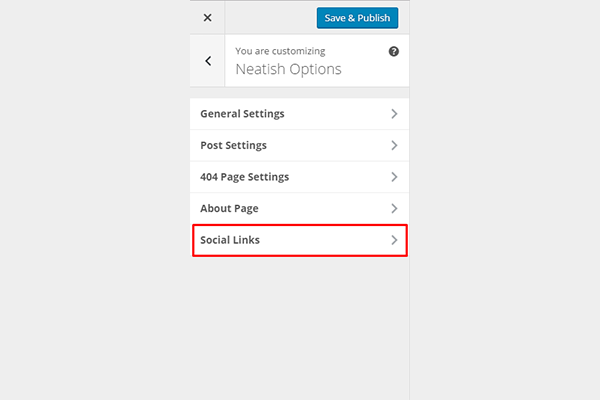 Save & Publish
You are customizing
Neatish Options
General Settings
Post Settings
404 Page Settings
About Page
Social Links